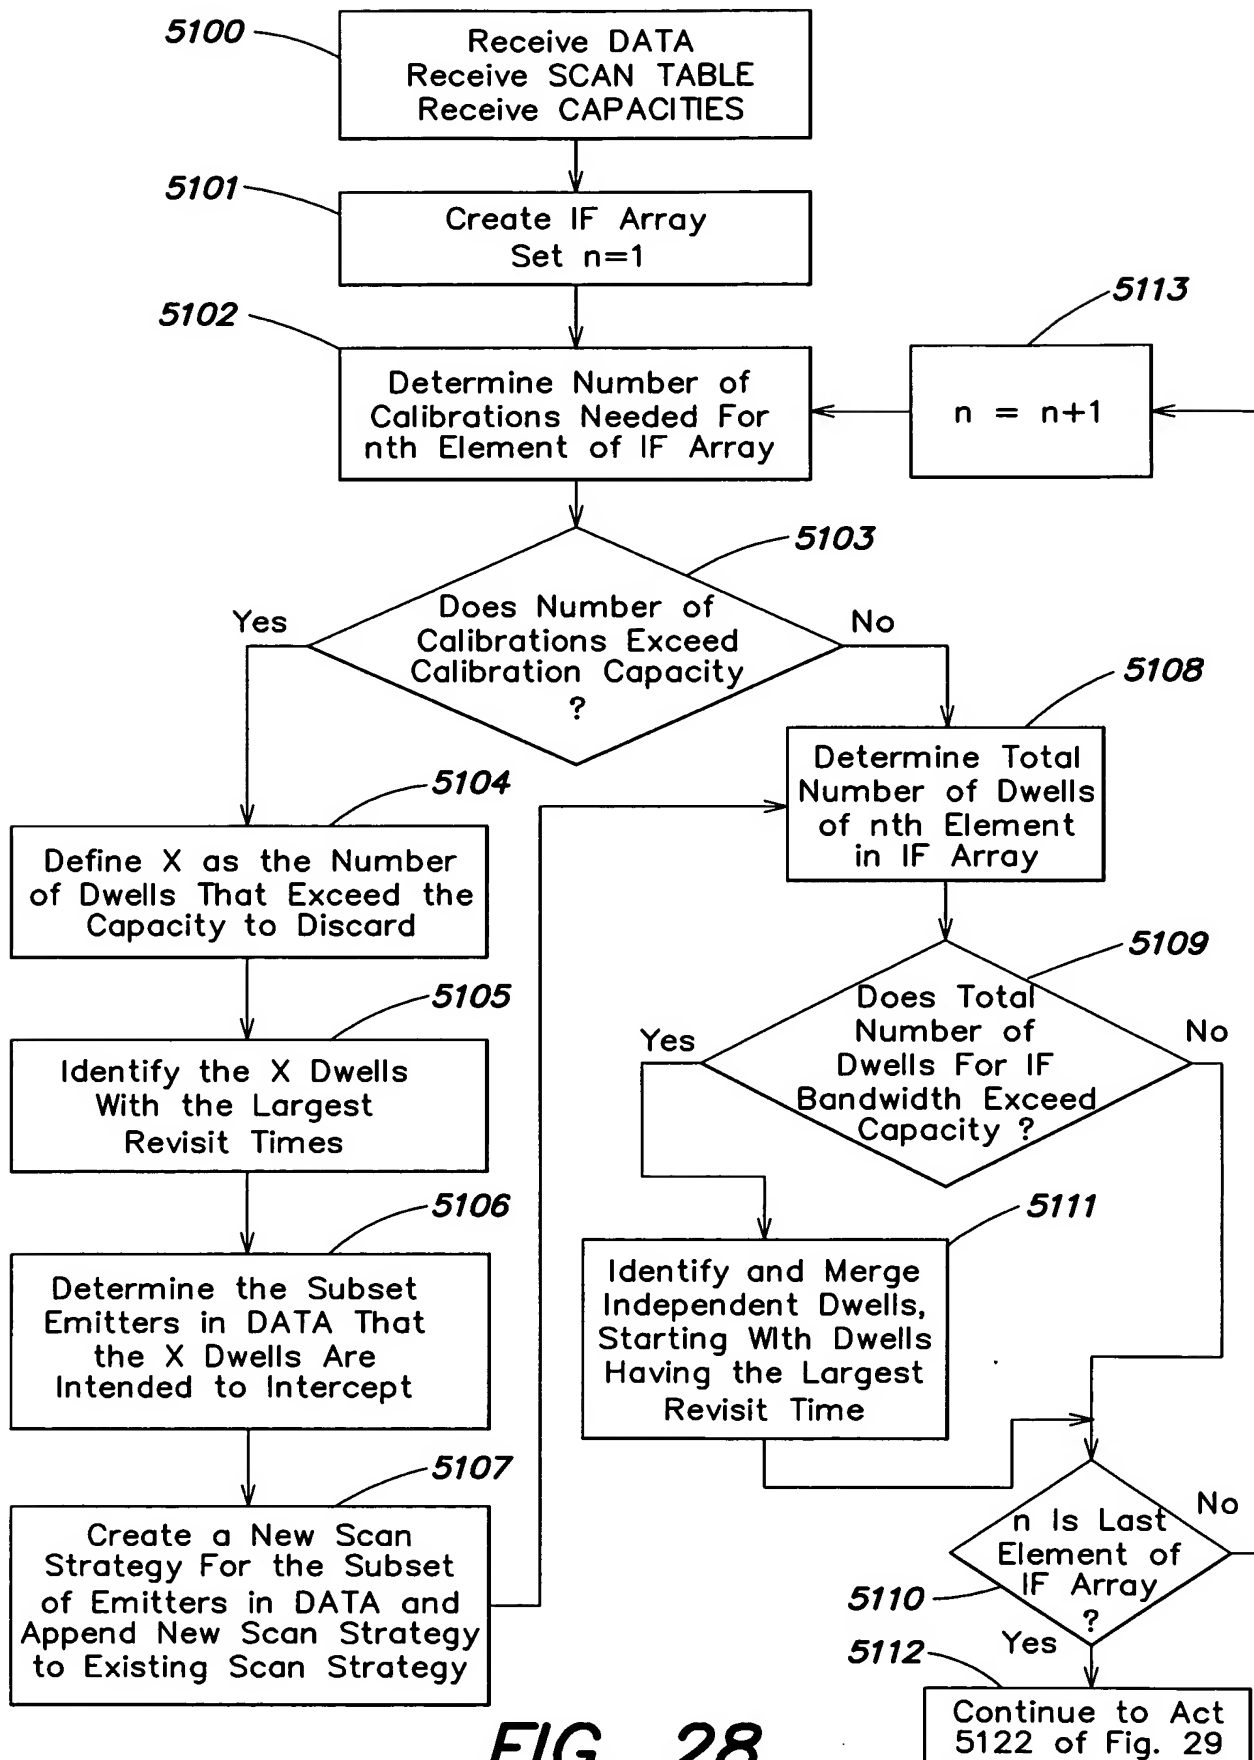 5100
Receive DATA
Receive SCAN TABLE
Receive CAPACITIES
5101
Create IF Array
Set n=1
5102
Determine Number of
Calibrations Needed For
nth Element of IF Array
5113
n = n+1
5103
Does Number of
Calibrations Exceed
Calibration Capacity
?
Yes
No
5104
Define X as the Number
of Dwells That Exceed the
Capacity to Discard
5105
Identify the X Dwells
With the Largest
Revisit Times
5106
Determine the Subset
Emitters in DATA That
the X Dwells Are
Intended to Intercept
5107
Create a New Scan
Strategy For the Subset
of Emitters in DATA and
Append New Scan Strategy
to Existing Scan Strategy
5108
Determine Total
Number of Dwells
of nth Element
in IF Array
5109
Does Total
Number of
Dwells For IF
Bandwidth Exceed
Capacity ?
Yes
No
5111
Identify and Merge
Independent Dwells,
Starting WIth Dwells
Having the Largest
Revisit Time
5110
n Is Last
Element of
IF Array
?
No
Yes
5112
Continue to Act
5122 of Fig. 29
FIG. 28